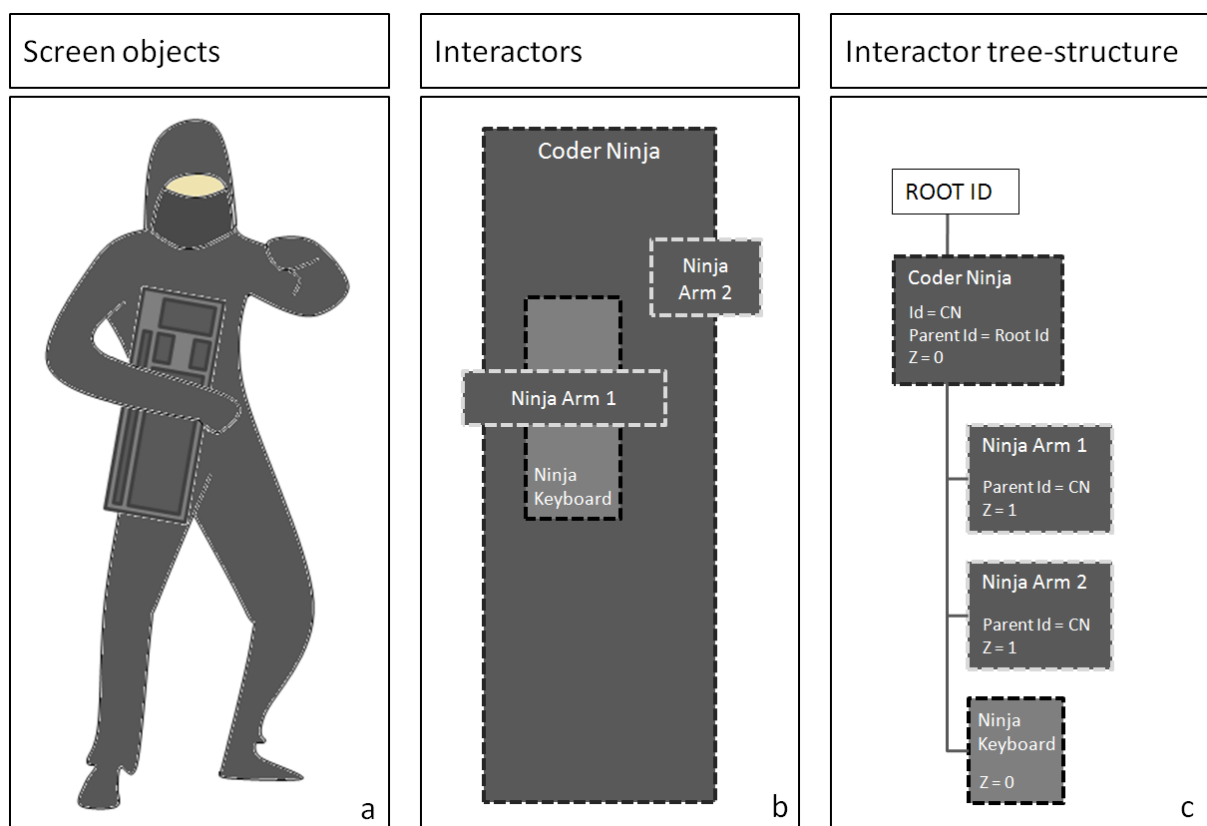 Screen objects
Interactors
Interactor tree-structure
a
Coder Ninja
Ninja
Arm 2
Ninja Arm 1
Ninja
Keyboard
b
ROOT ID
Coder Ninja
Id = CN
Parent Id = Root Id
Z = 0
Ninja Arm 1
Parent Id = CN
Z = 1
Ninja Arm 2
Parent Id = CN
Z = 1
Ninja
Keyboard
Z = 0
c